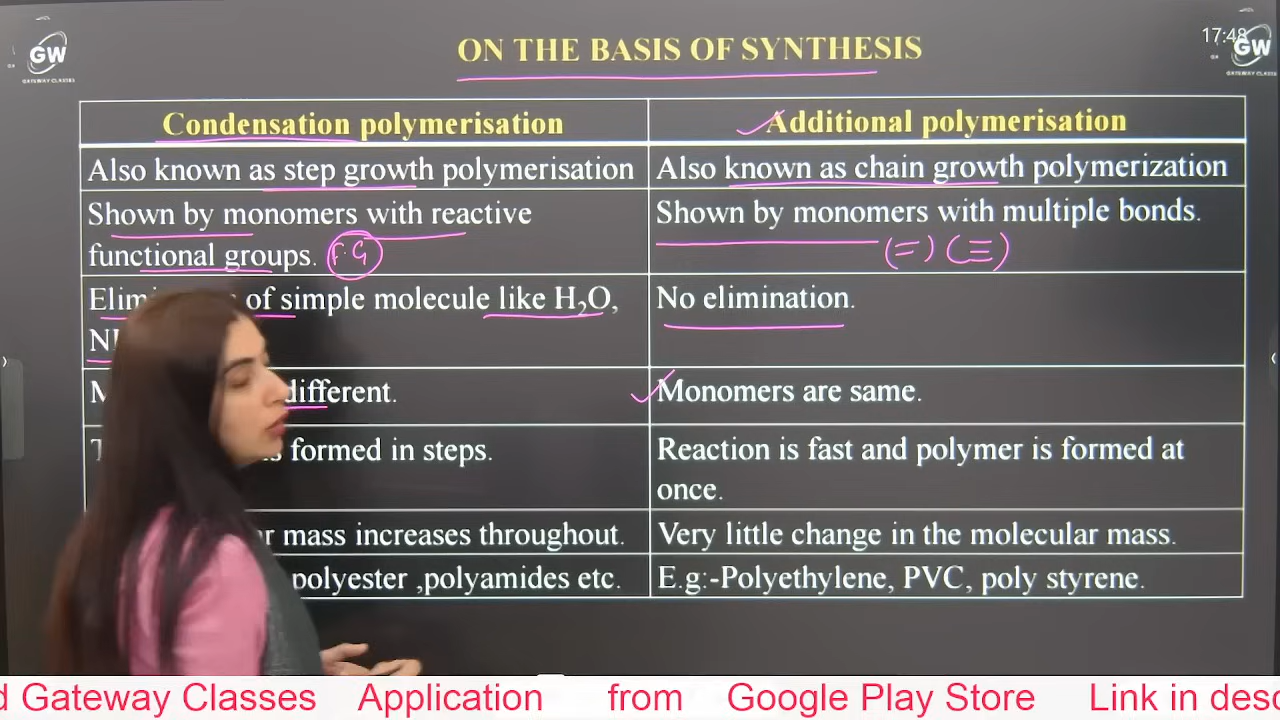 ON THE BASIS OF SYNTHESIS
17:48
GW
GATEWAY CLASSES
GW
GATEWAY CLASSES
Condensation polymerisation
Additional polymerisation
Also known as step growth polymerisation
Also known as chain growth polymerization
Shown by monomers with reactive
functional groups. F.G
Shown by monomers with multiple bonds.
(=) (≡)
of simple molecule like H₂O,
No elimination.
different.
Monomers are same.
formed in steps.
Reaction is fast and polymer is formed at
once.
mass increases throughout.
Very little change in the molecular mass.
polyester ,polyamides etc.
E.g:-Polyethylene, PVC, poly styrene.
Gateway Classes Application from Google Play Store Link in